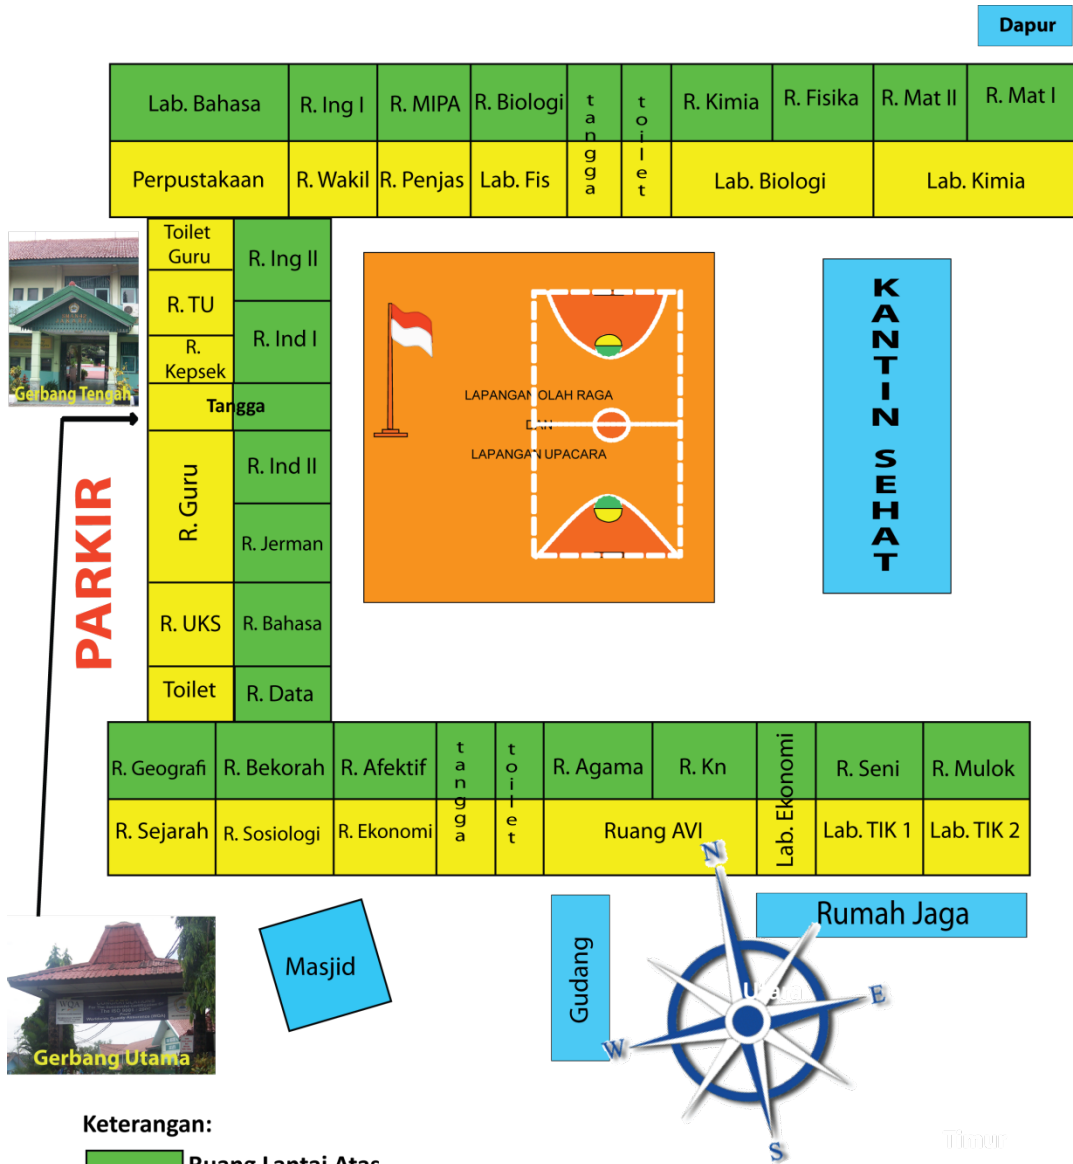 Dapur
Lab. Bahasa
R. Ing I
R. MIPA
R. Biologi
tangga
toilet
R. Kimia
R. Fisika
R. Mat II
R. Mat I
Perpustakaan
R. Wakil
R. Penjas
Lab. Fis
Lab. Biologi
Lab. Kimia
Toilet
Guru
R. Ing II
R. TU
R. Ind I
R.
Kepsek
Tangga
Gerbang Tengah
R. Guru
R. Ind II
R. Jerman
R. UKS
R. Bahasa
Toilet
R. Data
PARKIR
LAPANGAN OLAH RAGA
DAN
LAPANGAN UPACARA
KANTIN SEHAT
R. Geografi
R. Bekorah
R. Afektif
tangga
toilet
R. Agama
R. Kn
Lab. Ekonomi
R. Seni
R. Mulok
R. Sejarah
R. Sosiologi
R. Ekonomi
Ruang AVI
Lab. TIK 1
Lab. TIK 2
N
Rumah Jaga
Masjid
Gudang
Utara
E
W
S
Gerbang Utama
Timur
Keterangan:
Ruang Lantai Atas